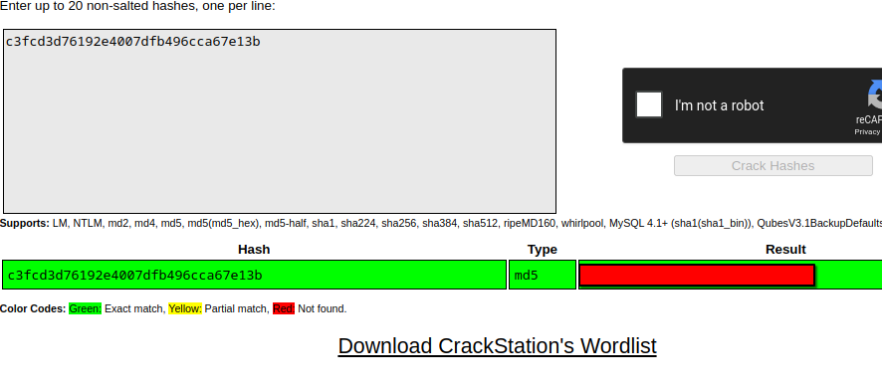 Enter up to 20 non-salted hashes, one per line:
c3fcd3d76192e4007dfb496cca67e13b
I'm not a robot
reCAP
Privacy
Crack Hashes
Supports: LM, NTLM, md2, md4, md5, md5(md5_hex), md5-half, sha1, sha224, sha256, sha384, sha512, ripeMD160, whirlpool, MySQL 4.1+ (sha1(sha1_bin)), QubesV3.1BackupDefaults
Hash Type Result
c3fcd3d76192e4007dfb496cca67e13b md5
Color Codes: Green: Exact match, Yellow: Partial match, Red: Not found.
Download CrackStation's Wordlist